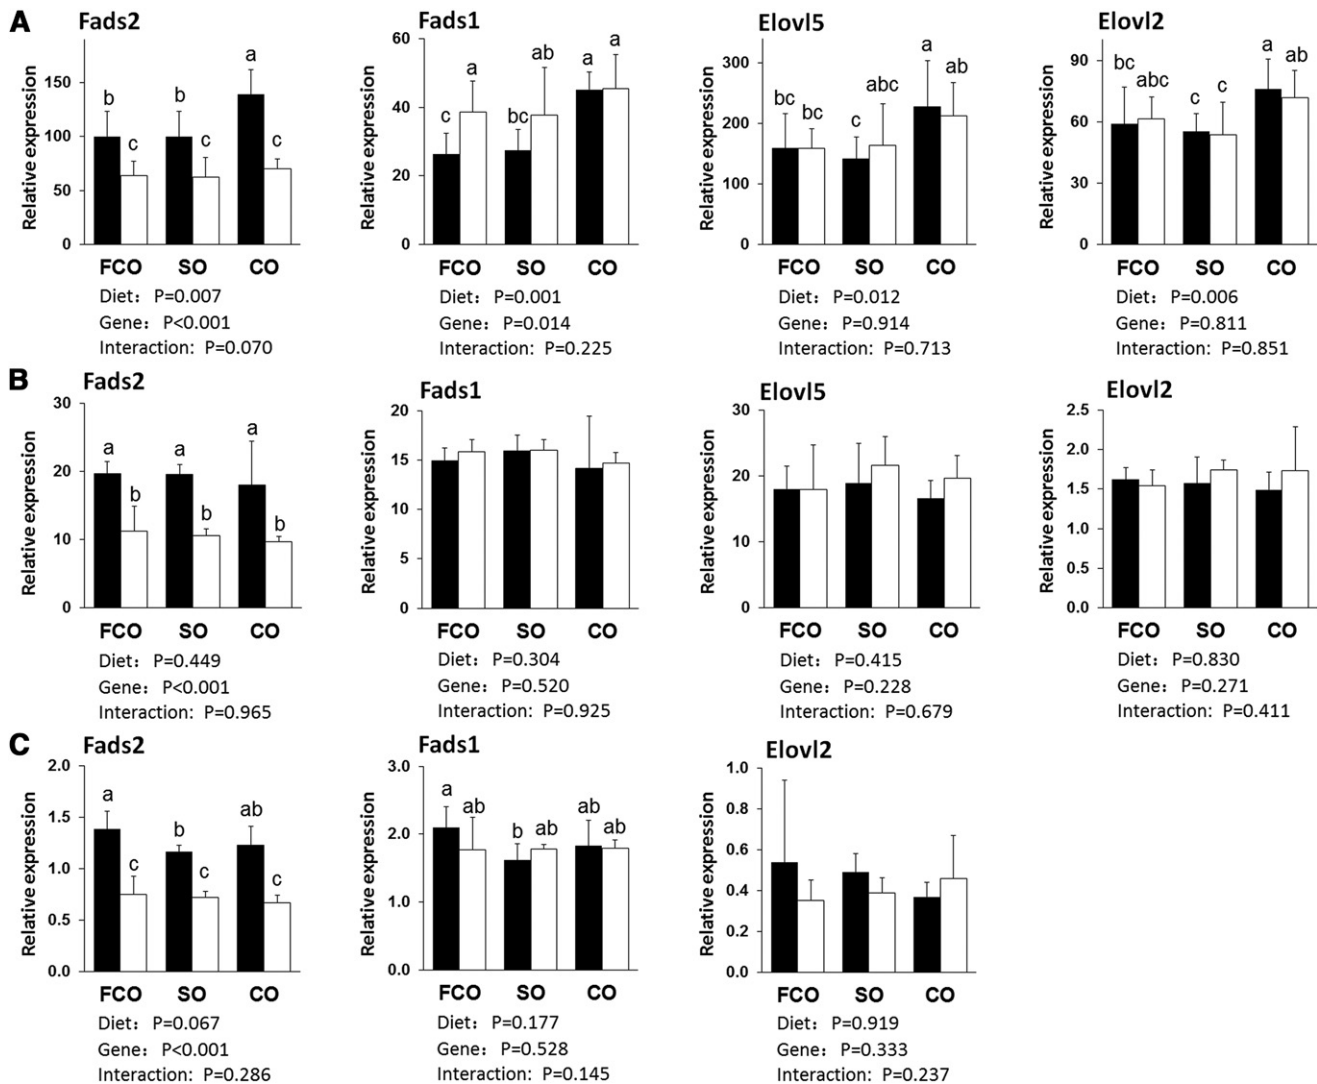 A
Fads2
Fads1
Elovl5
Elovl2
Relative expression
150
100
50
0
b
c
b
c
a
c
FCO SO CO
Diet: P=0.007
Gene: P<0.001
Interaction: P=0.070
Relative expression
60
40
20
0
c
a
bc
ab
a
a
FCO SO CO
Diet: P=0.001
Gene: P=0.014
Interaction: P=0.225
Relative expression
300
200
100
0
bc
bc
c
abc
a
ab
FCO SO CO
Diet: P=0.012
Gene: P=0.914
Interaction: P=0.713
Relative expression
90
60
30
0
bc
abc
c
c
a
ab
FCO SO CO
Diet: P=0.006
Gene: P=0.811
Interaction: P=0.851
B
Fads2
Fads1
Elovl5
Elovl2
Relative expression
30
20
10
0
a
b
a
b
a
b
FCO SO CO
Diet: P=0.449
Gene: P<0.001
Interaction: P=0.965
Relative expression
20
15
10
5
0
FCO SO CO
Diet: P=0.304
Gene: P=0.520
Interaction: P=0.925
Relative expression
30
20
10
0
FCO SO CO
Diet: P=0.415
Gene: P=0.228
Interaction: P=0.679
Relative expression
2.5
2.0
1.5
1.0
0.5
0.0
FCO SO CO
Diet: P=0.830
Gene: P=0.271
Interaction: P=0.411
C
Fads2
Fads1
Elovl2
Relative expression
2.0
1.5
1.0
0.5
0.0
a
c
b
c
ab
c
FCO SO CO
Diet: P=0.067
Gene: P<0.001
Interaction: P=0.286
Relative expression
3.0
2.0
1.0
0.0
a
ab
b
ab
ab
ab
FCO SO CO
Diet: P=0.177
Gene: P=0.528
Interaction: P=0.145
Relative expression
1.0
0.8
0.6
0.4
0.2
0.0
FCO SO CO
Diet: P=0.919
Gene: P=0.333
Interaction: P=0.237